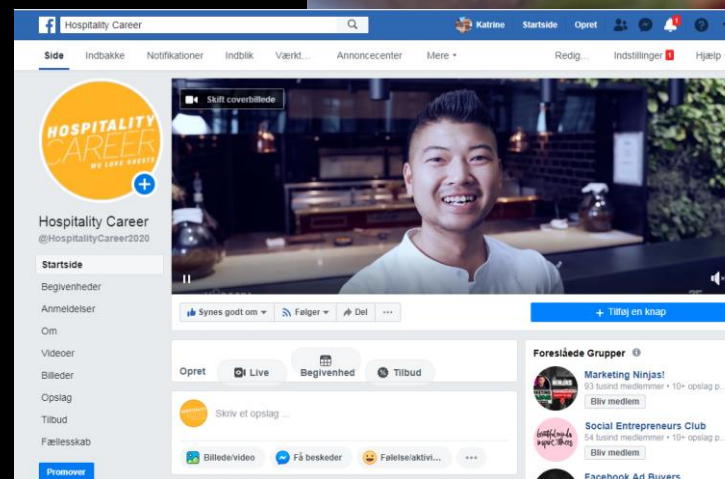 Hospitality Career
Katrine
Startside
Opret
1
Side
Indbakke
Notifikationer
Indblik
Værkt...
Annoncecenter
Mere
Redig...
Indstillinger 1
Hjælp
HOSPITALITY
CAREER
WE LOVE GUESTS
Skift coverbillede
Hospitality Career
@HospitalityCareer2020
Startside
Begivenheder
Anmeldelser
Om
Videoer
Billeder
Opslag
Tilbud
Fællesskab
Promover
Synes godt om
Følger
Del
+ Tilføj en knap
Opret
Live
Begivenhed
Tilbud
Skriv et opslag ...
Billede/video
Få beskeder
Følelse/aktivi...
Foreslåede Grupper
Marketing Ninjas!
93 tusind medlemmer • 10+ opslag p...
Bliv medlem
Social Entrepreneurs Club
54 tusind medlemmer • 10+ opslag p...
Bliv medlem
Facebook Ad Buyers